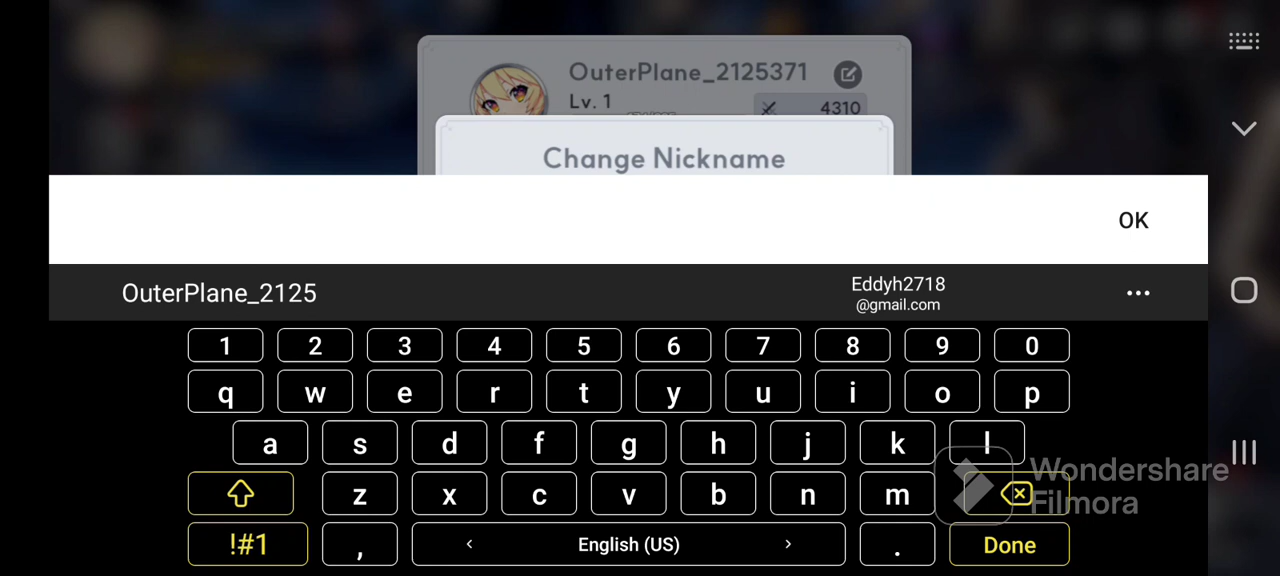 OuterPlane_2125371
Lv. 1
4310
Change Nickname
OK
OuterPlane_2125
Eddyh2718
@gmail.com
1 2 3 4 5 6 7 8 9 0
q w e r t y u i o p
a s d f g h j k l
z x c v b n m
!#1 , < English (US) > . Done
Wondershare
Filmora